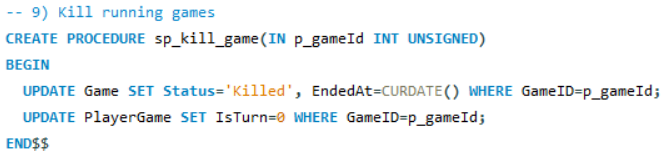 -- 9) Kill running games
CREATE PROCEDURE sp_kill_game(IN p_gameId INT UNSIGNED)
BEGIN
  UPDATE Game SET Status='Killed', EndedAt=CURDATE() WHERE GameID=p_gameId;
  UPDATE PlayerGame SET IsTurn=0 WHERE GameID=p_gameId;
END$$